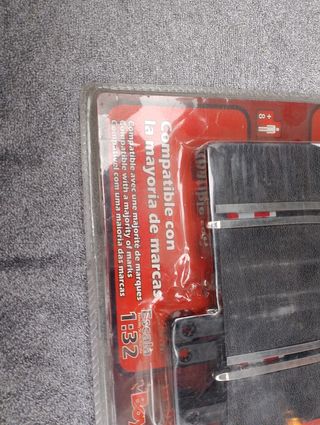 + 8
Compatible con
la mayoría de marcas
Compatible avec une majorité de marques
Compatible with a majority of marks
Compatível com uma maioria das marcas
Escala
1:32